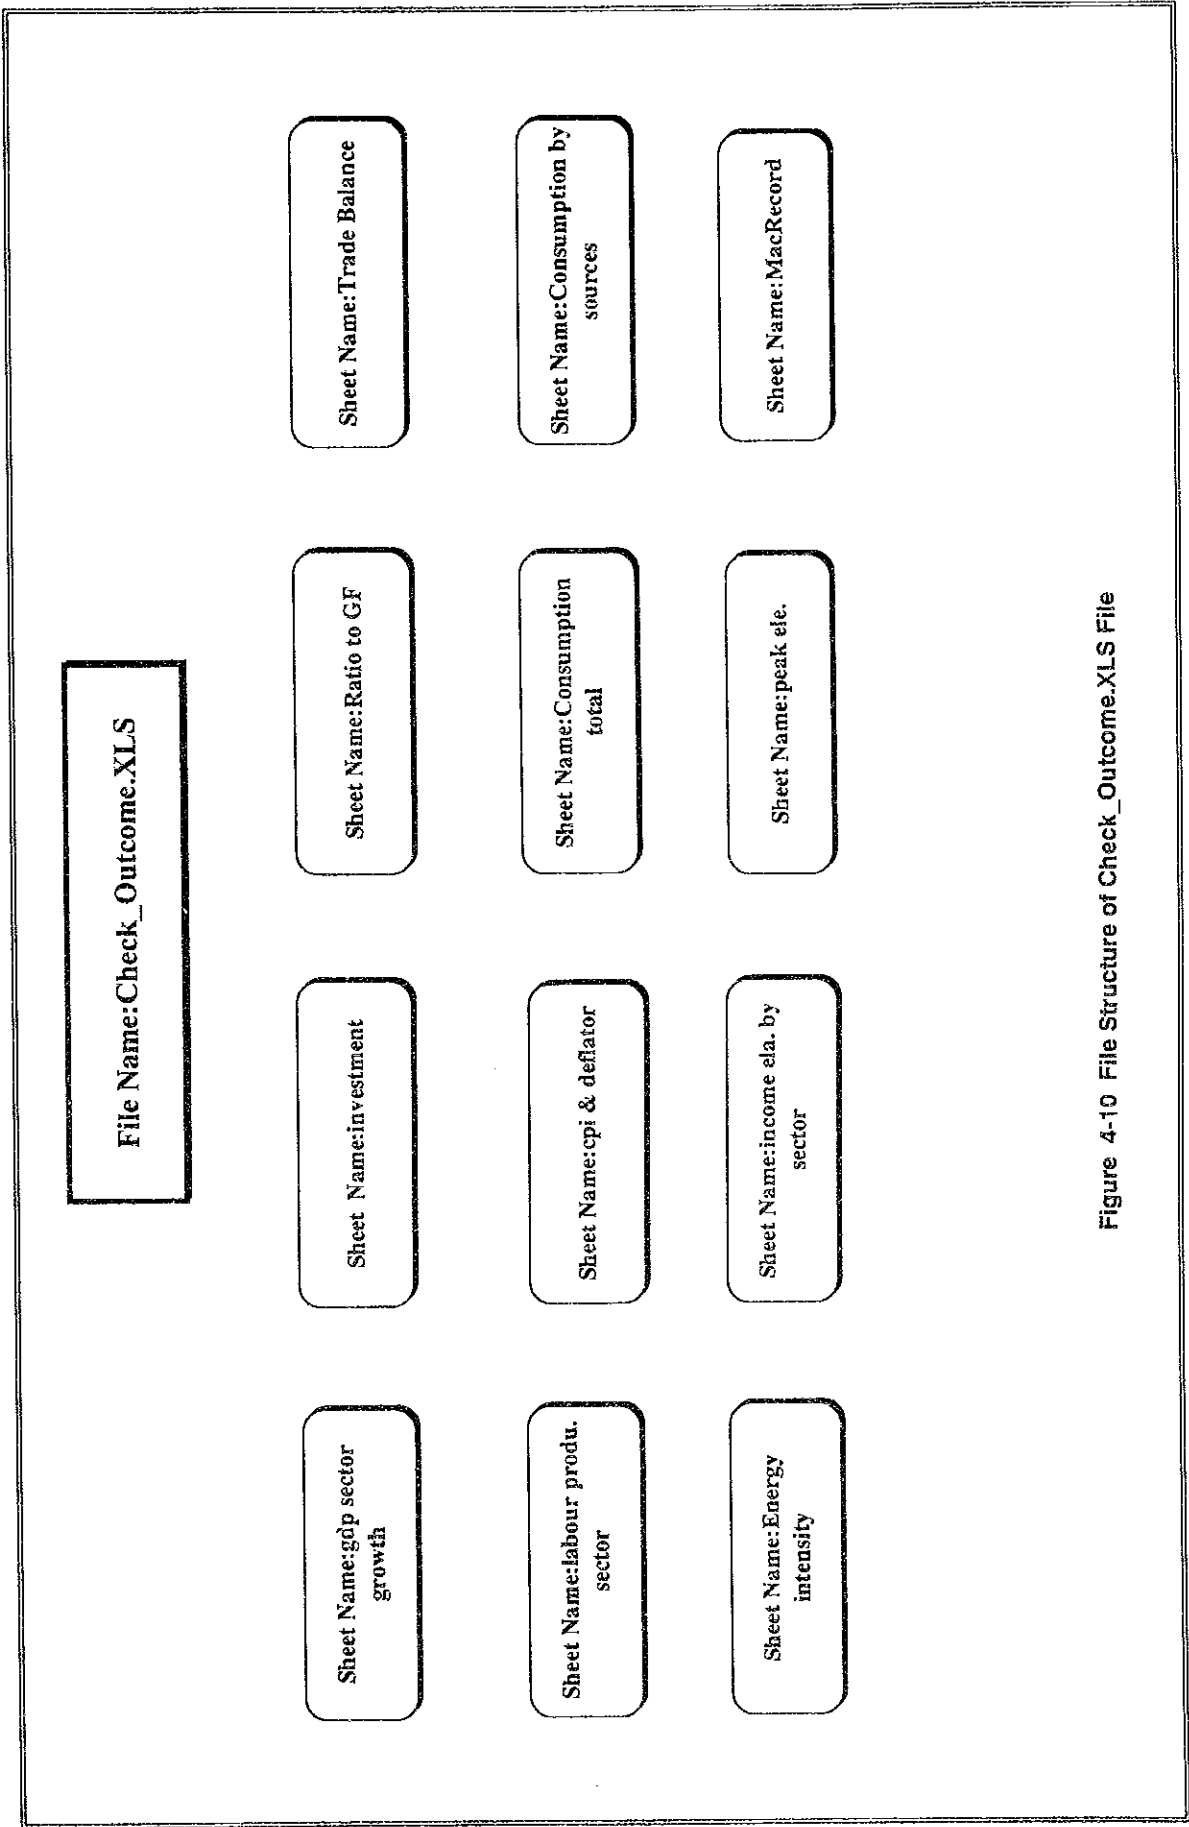 File Name:Check_Outcome.XLS
Sheet Name:gdp sector
growth
Sheet Name:investment
Sheet Name:Ratio to GF
Sheet Name:Trade Balance
Sheet Name:labour produ.
sector
Sheet Name:cpi & deflator
Sheet Name:Consumption
total
Sheet Name:Consumption by
sources
Sheet Name:Energy
intensity
Sheet Name:income ela. by
sector
Sheet Name:peak ele.
Sheet Name:MacRecord
Figure 4-10 File Structure of Check_Outcome.XLS File